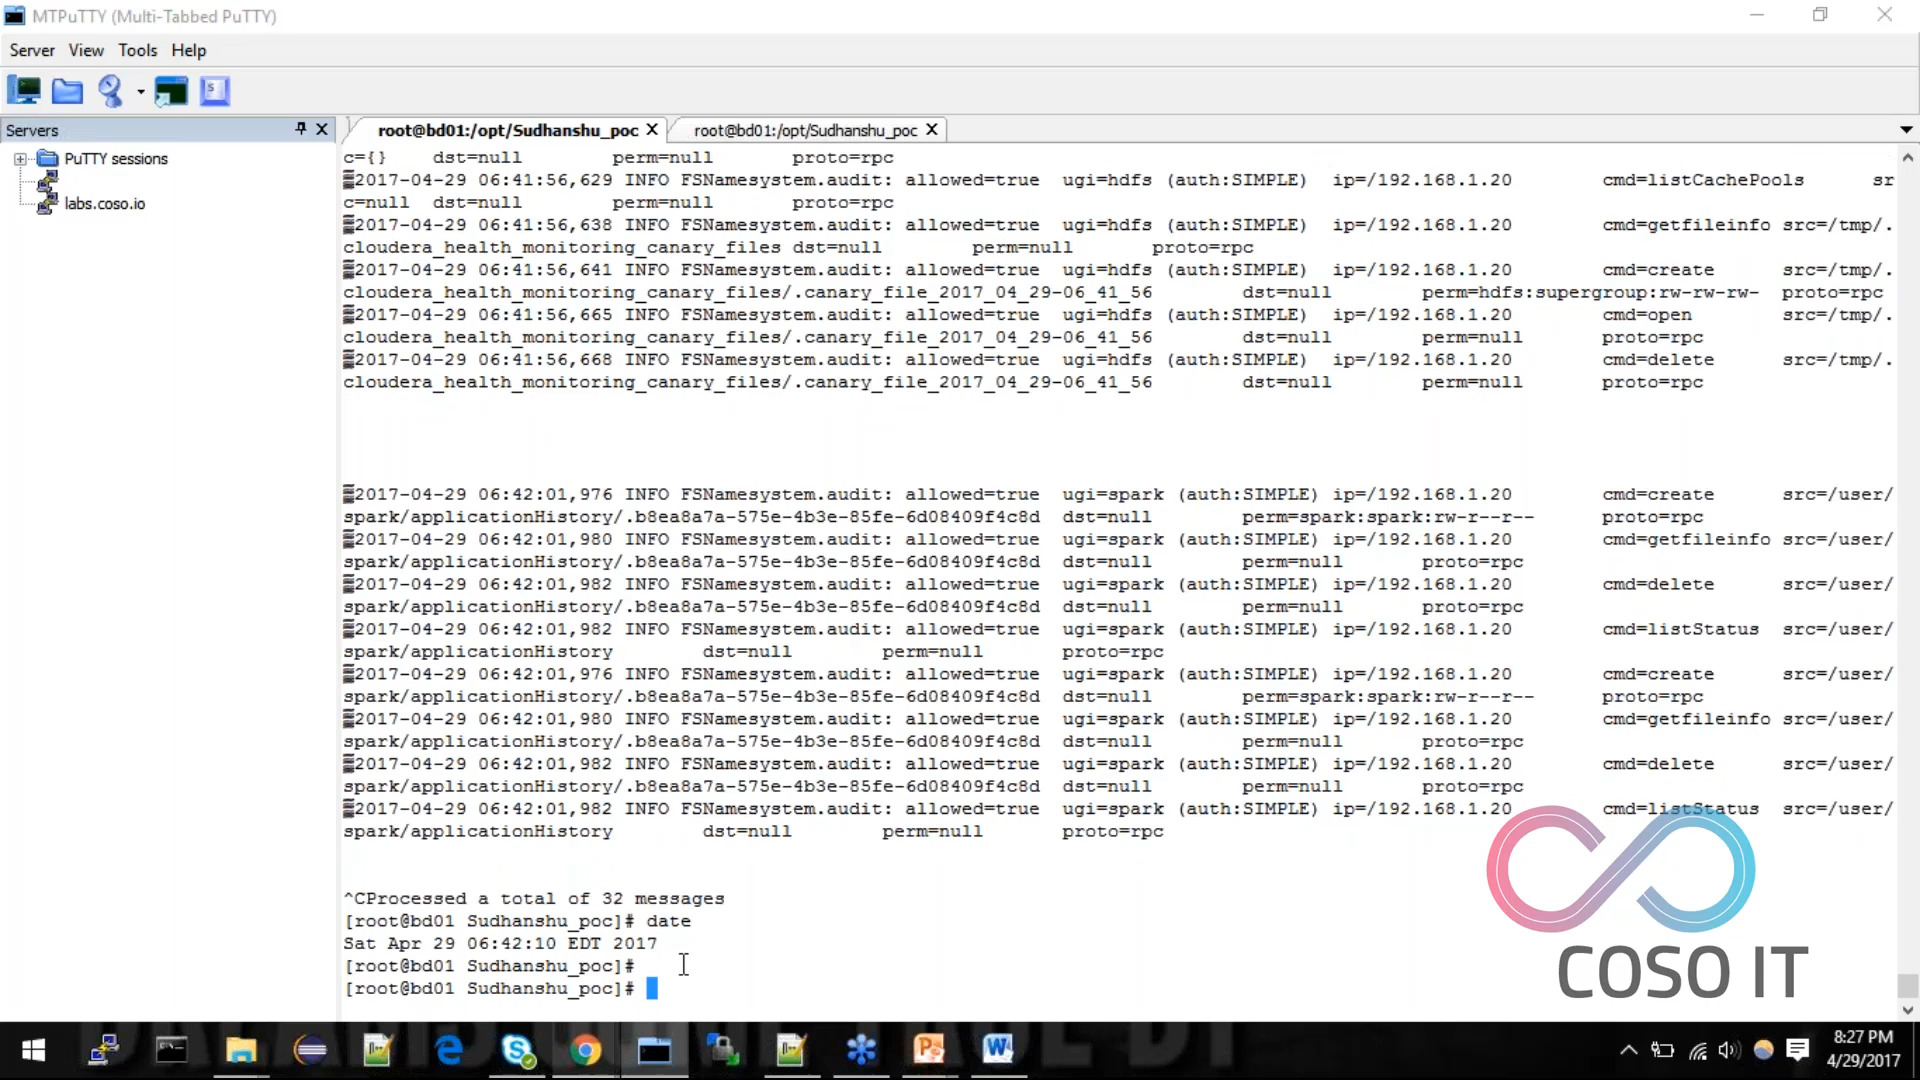 MTPuTTY (Multi-Tabbed PuTTY)
Server View Tools Help
Servers
root@bd01:/opt/Sudhanshu_poc
root@bd01:/opt/Sudhanshu_poc
PuTTY sessions
labs.coso.io
c={} dst=null perm=null proto=rpc
2017-04-29 06:41:56,629 INFO FSNamesystem.audit: allowed=true ugi=hdfs (auth:SIMPLE) ip=/192.168.1.20 cmd=listCachePools sr
c=null dst=null perm=null proto=rpc
2017-04-29 06:41:56,638 INFO FSNamesystem.audit: allowed=true ugi=hdfs (auth:SIMPLE) ip=/192.168.1.20 cmd=getfileinfo src=/tmp/.
cloudera_health_monitoring_canary_files dst=null perm=null proto=rpc
2017-04-29 06:41:56,641 INFO FSNamesystem.audit: allowed=true ugi=hdfs (auth:SIMPLE) ip=/192.168.1.20 cmd=create src=/tmp/.
cloudera_health_monitoring_canary_files/.canary_file_2017_04_29-06_41_56 dst=null perm=hdfs:supergroup:rw-rw-rw- proto=rpc
2017-04-29 06:41:56,665 INFO FSNamesystem.audit: allowed=true ugi=hdfs (auth:SIMPLE) ip=/192.168.1.20 cmd=open src=/tmp/.
cloudera_health_monitoring_canary_files/.canary_file_2017_04_29-06_41_56 dst=null perm=null proto=rpc
2017-04-29 06:41:56,668 INFO FSNamesystem.audit: allowed=true ugi=hdfs (auth:SIMPLE) ip=/192.168.1.20 cmd=delete src=/tmp/.
cloudera_health_monitoring_canary_files/.canary_file_2017_04_29-06_41_56 dst=null perm=null proto=rpc
2017-04-29 06:42:01,976 INFO FSNamesystem.audit: allowed=true ugi=spark (auth:SIMPLE) ip=/192.168.1.20 cmd=create src=/user/
spark/applicationHistory/.b8ea8a7a-575e-4b3e-85fe-6d08409f4c8d dst=null perm=spark:spark:rw-r--r-- proto=rpc
2017-04-29 06:42:01,980 INFO FSNamesystem.audit: allowed=true ugi=spark (auth:SIMPLE) ip=/192.168.1.20 cmd=getfileinfo src=/user/
spark/applicationHistory/.b8ea8a7a-575e-4b3e-85fe-6d08409f4c8d dst=null perm=null proto=rpc
2017-04-29 06:42:01,982 INFO FSNamesystem.audit: allowed=true ugi=spark (auth:SIMPLE) ip=/192.168.1.20 cmd=delete src=/user/
spark/applicationHistory/.b8ea8a7a-575e-4b3e-85fe-6d08409f4c8d dst=null perm=null proto=rpc
2017-04-29 06:42:01,982 INFO FSNamesystem.audit: allowed=true ugi=spark (auth:SIMPLE) ip=/192.168.1.20 cmd=listStatus src=/user/
spark/applicationHistory dst=null perm=null proto=rpc
2017-04-29 06:42:01,976 INFO FSNamesystem.audit: allowed=true ugi=spark (auth:SIMPLE) ip=/192.168.1.20 cmd=create src=/user/
spark/applicationHistory/.b8ea8a7a-575e-4b3e-85fe-6d08409f4c8d dst=null perm=spark:spark:rw-r--r-- proto=rpc
2017-04-29 06:42:01,980 INFO FSNamesystem.audit: allowed=true ugi=spark (auth:SIMPLE) ip=/192.168.1.20 cmd=getfileinfo src=/user/
spark/applicationHistory/.b8ea8a7a-575e-4b3e-85fe-6d08409f4c8d dst=null perm=null proto=rpc
2017-04-29 06:42:01,982 INFO FSNamesystem.audit: allowed=true ugi=spark (auth:SIMPLE) ip=/192.168.1.20 cmd=delete src=/user/
spark/applicationHistory/.b8ea8a7a-575e-4b3e-85fe-6d08409f4c8d dst=null perm=null proto=rpc
2017-04-29 06:42:01,982 INFO FSNamesystem.audit: allowed=true ugi=spark (auth:SIMPLE) ip=/192.168.1.20 cmd=listStatus src=/user/
spark/applicationHistory dst=null perm=null proto=rpc
^CProcessed a total of 32 messages
[root@bd01 Sudhanshu_poc]# date
Sat Apr 29 06:42:10 EDT 2017
[root@bd01 Sudhanshu_poc]#
[root@bd01 Sudhanshu_poc]#
COSO IT
8:27 PM
4/29/2017